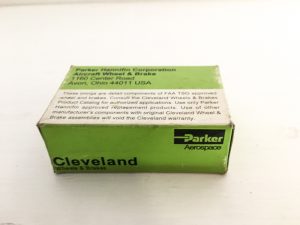 Parker Hannifin Corporation
Aircraft Wheel & Brake
1160 Center Road
Avon, Ohio 44011 USA
These linings are detail components of FAA TSO approved
wheel and brakes. Consult the Cleveland Wheels & Brakes
Product Catalog for authorized applications. Use only Parker
Hannifin approved replacement products. Use of other
manufacturer's components with original Cleveland Wheel &
Brake assemblies will void the Cleveland warranty.
Parker
Aerospace
Cleveland
Wheels & Brakes